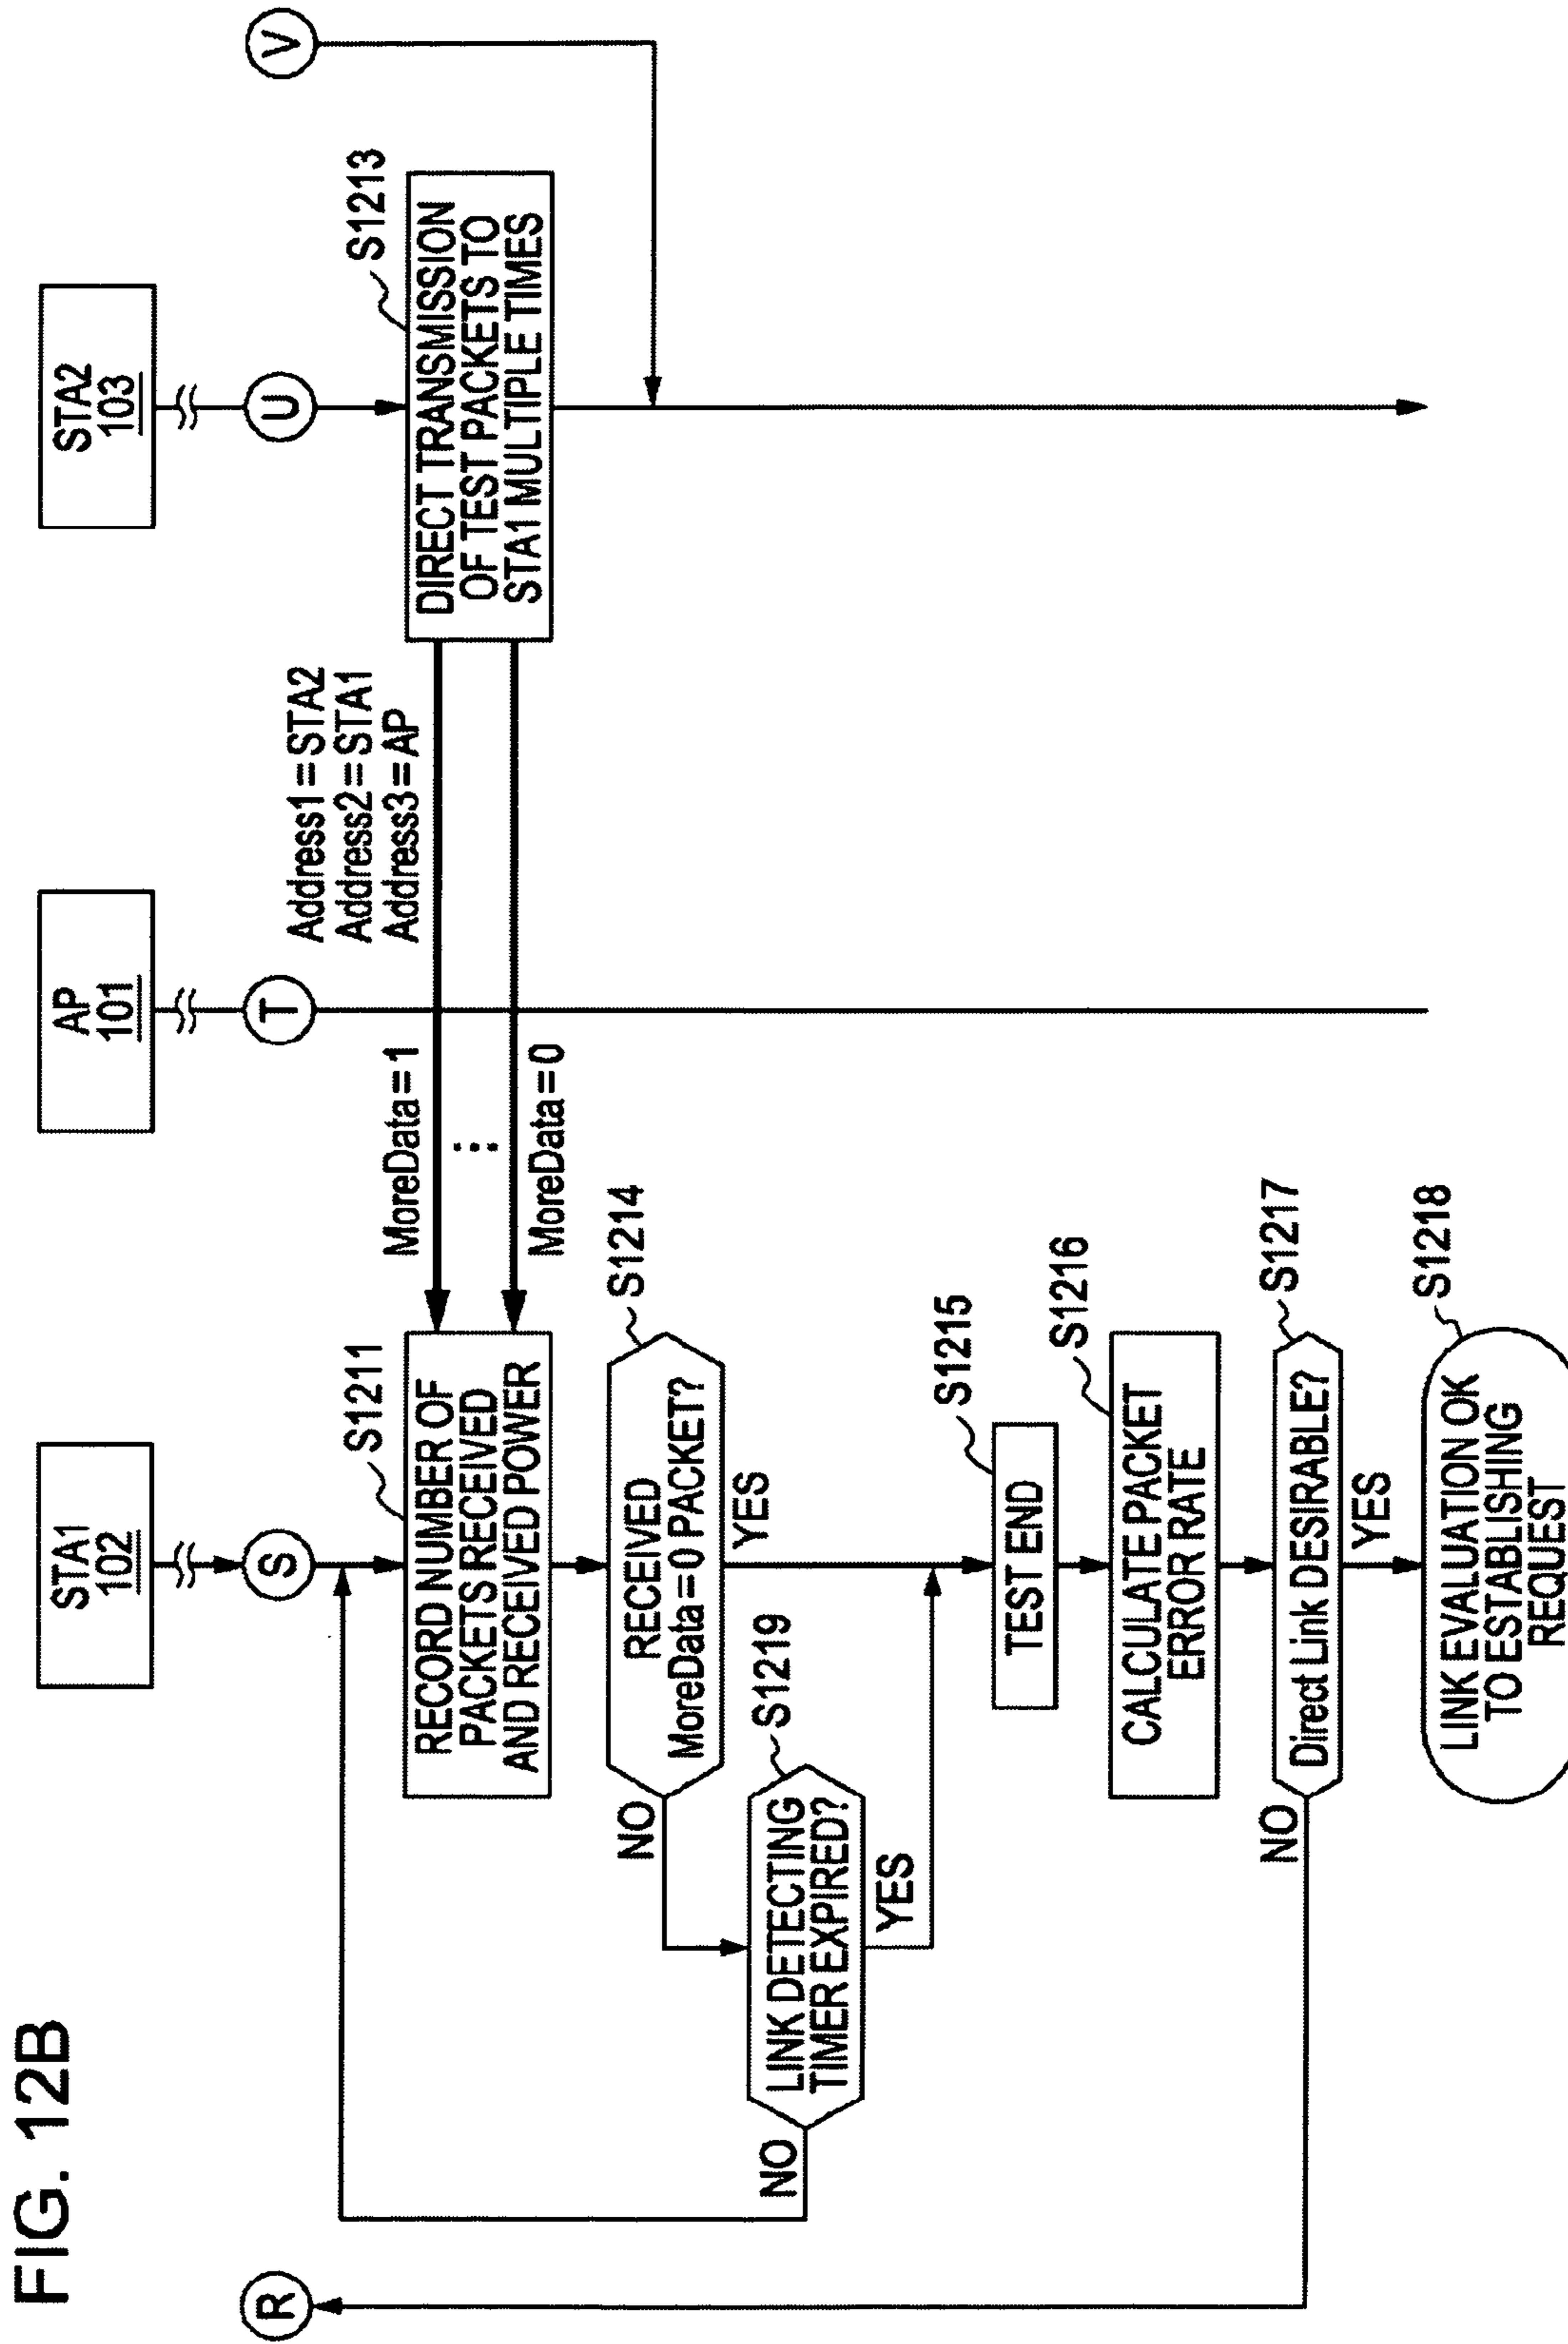 FIG. 12B
STA1
102
AP
101
STA2
103
R
S
T
U
V
S1211
RECORD NUMBER OF
PACKETS RECEIVED
AND RECEIVED POWER
Address1=STA2
Address2=STA1
Address3=AP
MoreData=1
⋮
MoreData=0
S1213
DIRECT TRANSMISSION
OF TEST PACKETS TO
STA1 MULTIPLE TIMES
S1214
RECEIVED
MoreData=0 PACKET?
NO
YES
S1219
LINK DETECTING
TIMER EXPIRED?
NO
YES
S1215
TEST END
S1216
CALCULATE PACKET
ERROR RATE
S1217
Direct Link DESIRABLE?
NO
YES
S1218
LINK EVALUATION OK
TO ESTABLISHING
REQUEST